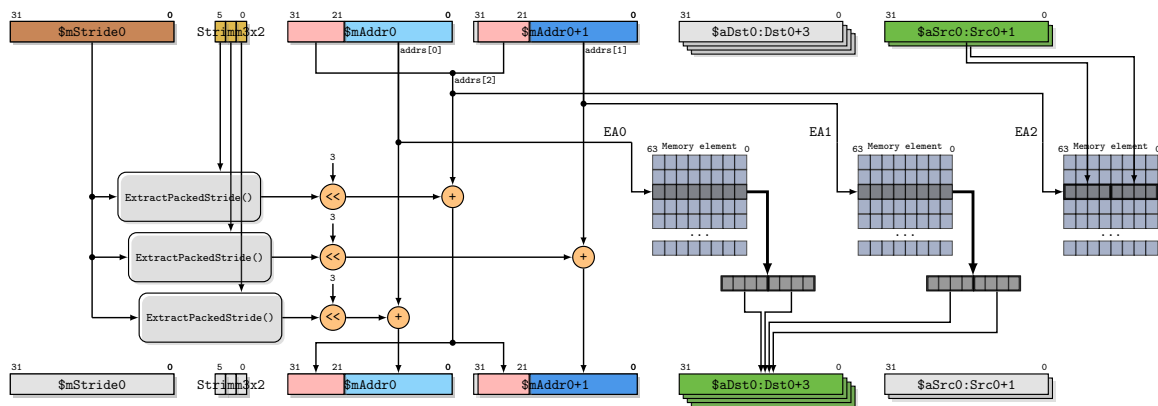 31 0 5 0 31 21 0 31 21 0 31 0 31 0
$mStride0 Strimm3x2 $mAddr0 $mAddr0+1 $aDst0:Dst0+3 $aSrc0:Src0+1
addrs[0] addrs[1]
addrs[2]
EA0 EA1 EA2
63 Memory element 0 63 Memory element 0 63 Memory element 0
3
ExtractPackedStride() << +
3
... ... ...
ExtractPackedStride() << +
3
ExtractPackedStride() << +
31 0 5 0 31 21 0 31 21 0 31 0 31 0
$mStride0 Strimm3x2 $mAddr0 $mAddr0+1 $aDst0:Dst0+3 $aSrc0:Src0+1